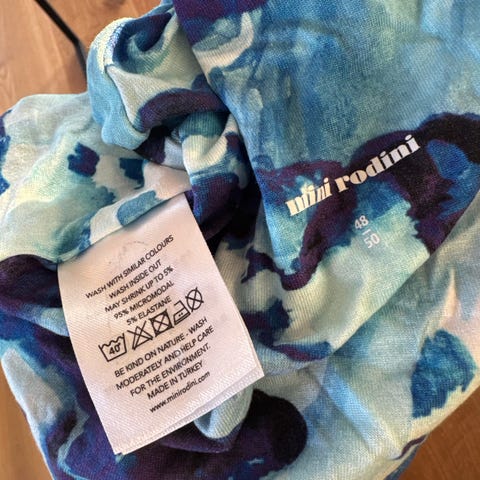 mini rodini
48
50
WASH WITH SIMILAR COLOURS
WASH INSIDE OUT
MAY SHRINK UP TO 5%
95% MICROMODAL
5% ELASTANE
40°
BE KIND ON NATURE - WASH
MODERATELY AND HELP CARE
FOR THE ENVIRONMENT.
MADE IN TURKEY
www.minirodini.com